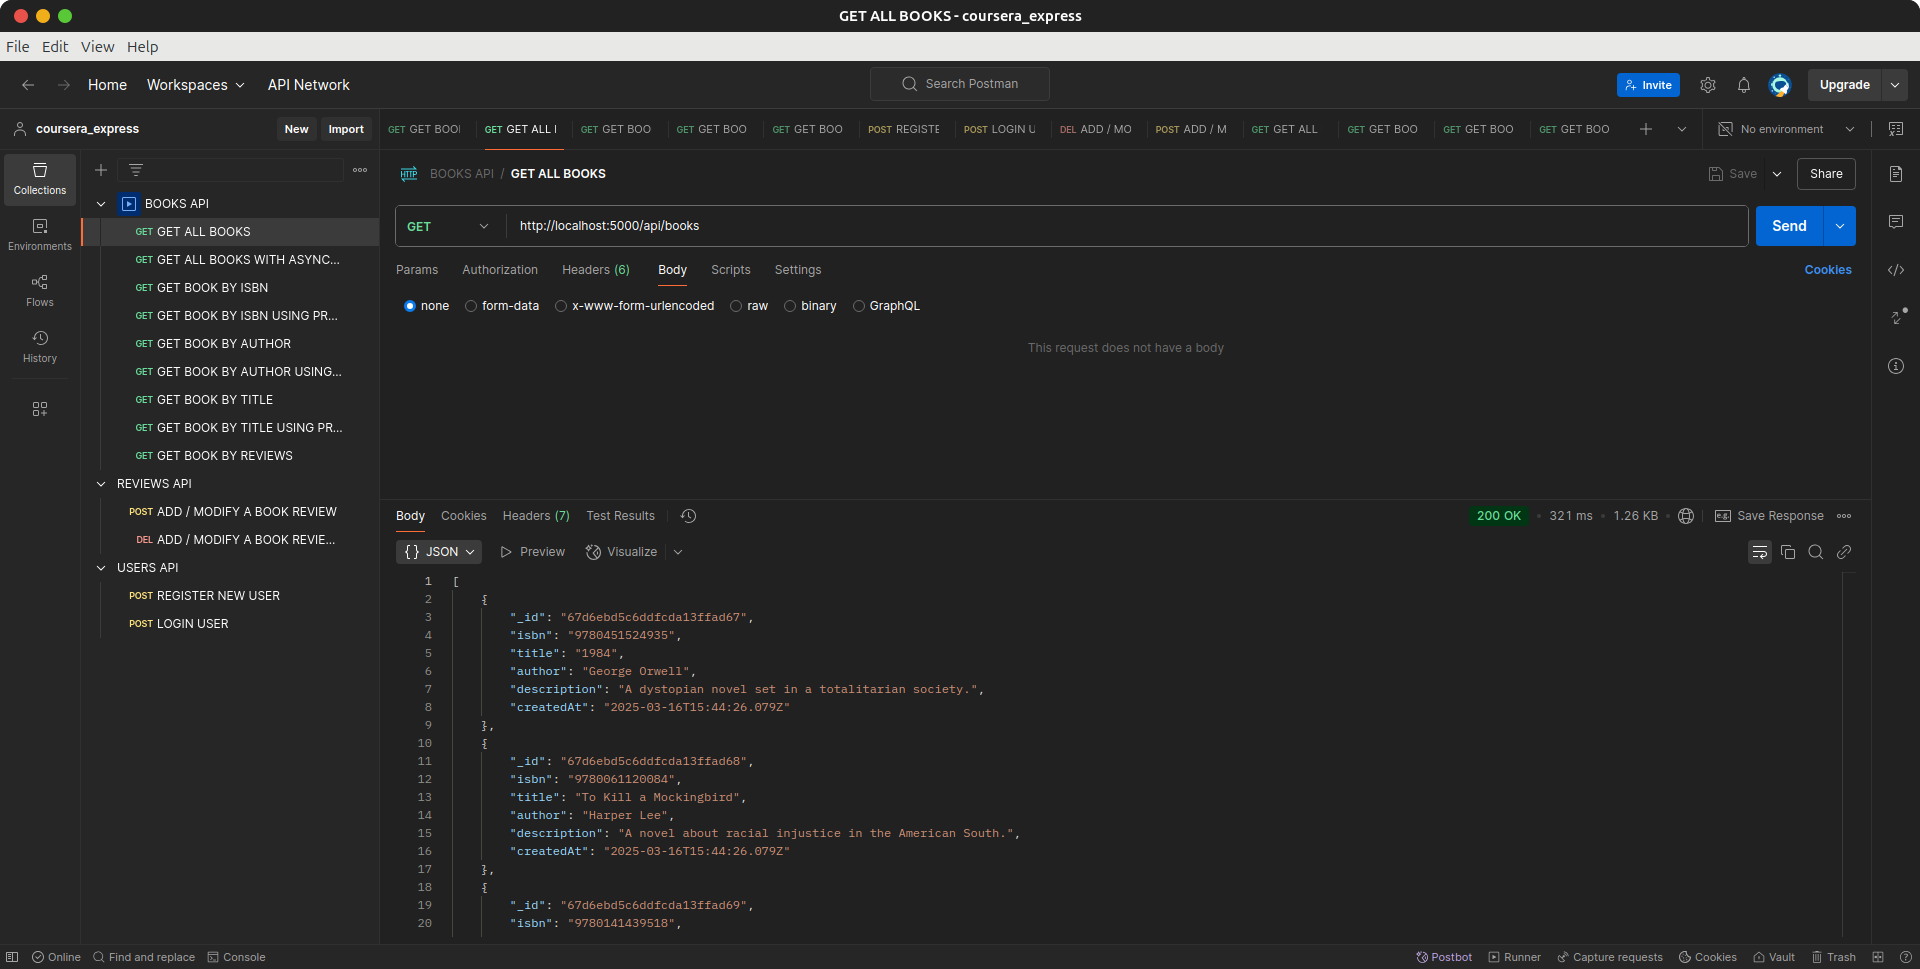 GET ALL BOOKS - coursera_express
File Edit View Help
Home Workspaces API Network Search Postman Invite Upgrade
coursera_express New Import
GET GET BOO GET GET ALL GET GET BOO GET GET BOO GET GET BOO POST REGISTE POST LOGIN U DEL ADD / MO POST ADD / M GET GET ALL GET GET BOO GET GET BOO GET GET BOO No environment
Collections
Environments
Flows
History
BOOKS API
GET GET ALL BOOKS
GET GET ALL BOOKS WITH ASYNC...
GET GET BOOK BY ISBN
GET GET BOOK BY ISBN USING PR...
GET GET BOOK BY AUTHOR
GET GET BOOK BY AUTHOR USING...
GET GET BOOK BY TITLE
GET GET BOOK BY TITLE USING PR...
GET GET BOOK BY REVIEWS
REVIEWS API
POST ADD / MODIFY A BOOK REVIEW
DEL ADD / MODIFY A BOOK REVIE...
USERS API
POST REGISTER NEW USER
POST LOGIN USER
HTTP BOOKS API / GET ALL BOOKS Save Share
GET http://localhost:5000/api/books Send
Params Authorization Headers (6) Body Scripts Settings Cookies
none form-data x-www-form-urlencoded raw binary GraphQL
This request does not have a body
Body Cookies Headers (7) Test Results 200 OK • 321 ms • 1.26 KB • e.g. Save Response
{} JSON Preview Visualize
1 [
2 {
3 "_id": "67d6ebd5c6ddfcda13ffad67",
4 "isbn": "9780451524935",
5 "title": "1984",
6 "author": "George Orwell",
7 "description": "A dystopian novel set in a totalitarian society.",
8 "createdAt": "2025-03-16T15:44:26.079Z"
9 },
10 {
11 "_id": "67d6ebd5c6ddfcda13ffad68",
12 "isbn": "9780061120084",
13 "title": "To Kill a Mockingbird",
14 "author": "Harper Lee",
15 "description": "A novel about racial injustice in the American South.",
16 "createdAt": "2025-03-16T15:44:26.079Z"
17 },
18 {
19 "_id": "67d6ebd5c6ddfcda13ffad69",
20 "isbn": "9780141439518",
Online Find and replace Console Postbot Runner Capture requests Cookies Vault Trash